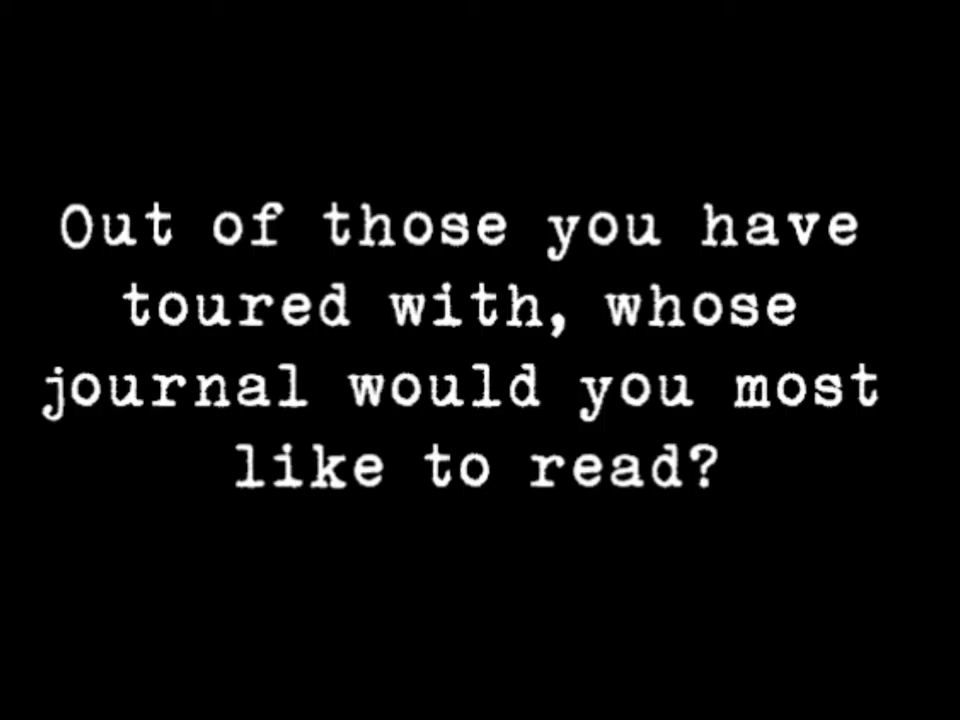 Out of those you have
toured with, whose
journal would you most
like to read?